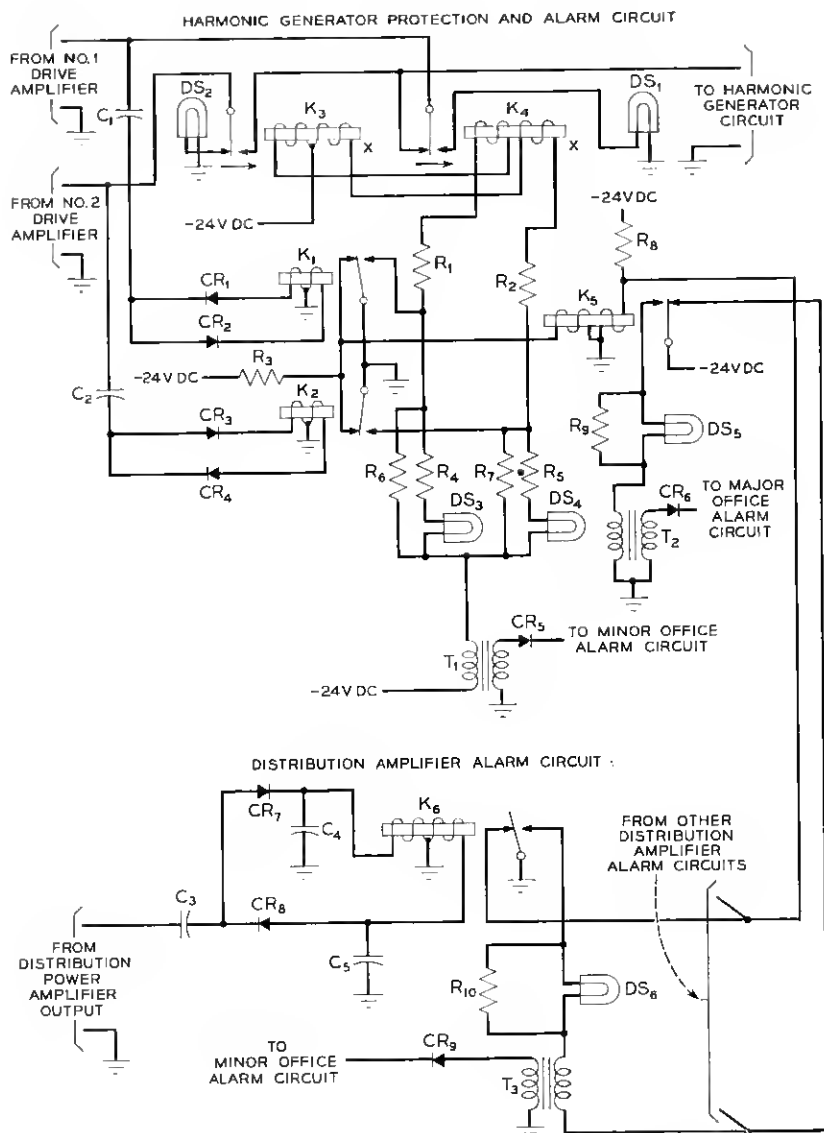 HARMONIC GENERATOR PROTECTION AND ALARM CIRCUIT
FROM NO.1
DRIVE
AMPLIFIER
C1
DS2
K3
X
K4
X
DS1
TO HARMONIC
GENERATOR
CIRCUIT
FROM NO.2
DRIVE
AMPLIFIER
-24V DC
-24V DC
R8
R1
R2
K1
CR1
CR2
K5
R3
-24V DC
-24V DC
C2
K2
CR3
CR4
R9
DS5
R6
R4
R7
R5
DS3
DS4
CR6
TO MAJOR
OFFICE
ALARM
CIRCUIT
T2
CR5
TO MINOR OFFICE
ALARM CIRCUIT
T1
-24V DC
DISTRIBUTION AMPLIFIER ALARM CIRCUIT
CR7
C4
K6
FROM OTHER
DISTRIBUTION
AMPLIFIER
ALARM CIRCUITS
C3
CR8
C5
FROM
DISTRIBUTION
POWER
AMPLIFIER
OUTPUT
R10
DS6
TO
MINOR OFFICE
ALARM CIRCUIT
CR9
T3